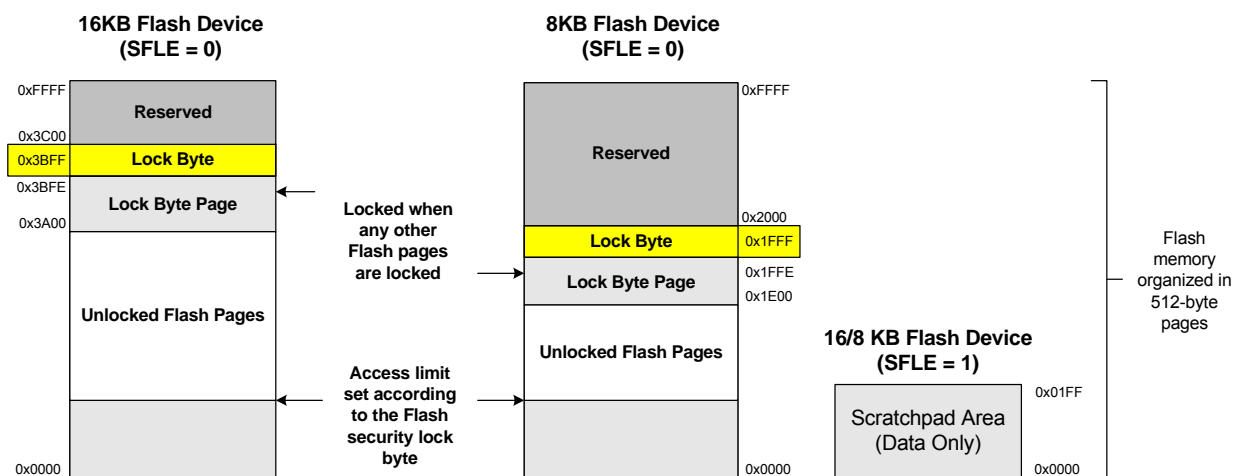 16KB Flash Device
(SFLE = 0)
0xFFFF
Reserved
0x3C00
0x3BFF
Lock Byte
0x3BFE
Lock Byte Page
0x3A00
Unlocked Flash Pages
0x0000
Locked when
any other
Flash pages
are locked
Access limit
set according
to the Flash
security lock
byte
8KB Flash Device
(SFLE = 0)
0xFFFF
Reserved
0x2000
Lock Byte
0x1FFF
0x1FFE
Lock Byte Page
0x1E00
Unlocked Flash Pages
0x0000
16/8 KB Flash Device
(SFLE = 1)
0x01FF
Scratchpad Area
(Data Only)
0x0000
Flash
memory
organized in
512-byte
pages